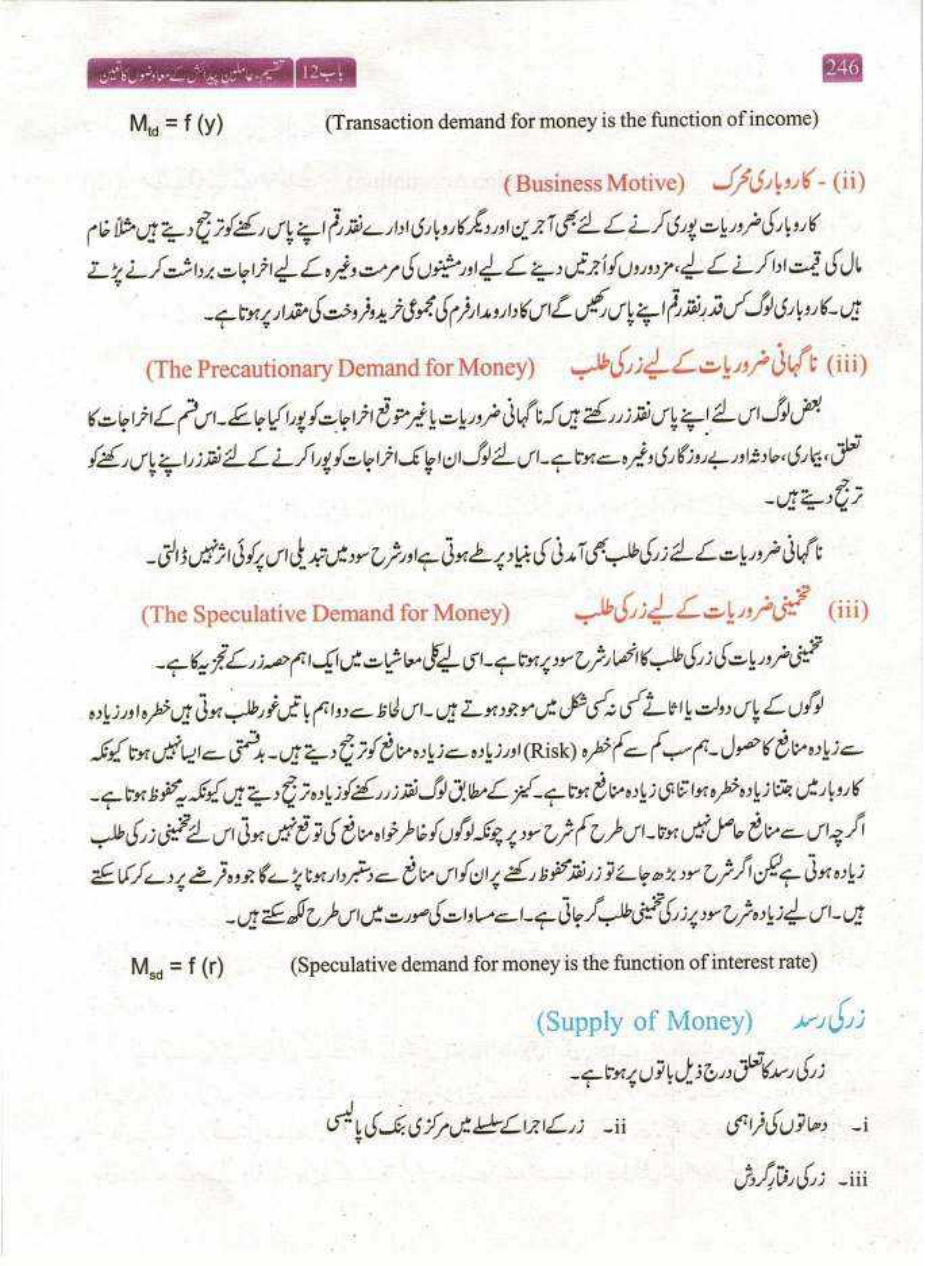 باب 12 تقسیم، عاملین پیدائش کے معاوضوں کا تعین
246
M_td = f (y) (Transaction demand for money is the function of income)
(ii) - کاروباری محرک (Business Motive)
کاروبار کی ضروریات پوری کرنے کے لئے بھی آجرین اور دیگر کاروباری ادارے نقد رقم اپنے پاس رکھنے کو ترجیح دیتے ہیں مثلاً خام
مال کی قیمت ادا کرنے کے لیے، مزدوروں کو اُجرتیں دینے کے لیے اور مشینوں کی مرمت وغیرہ کے لیے اخراجات برداشت کرنے پڑتے
ہیں۔ کاروباری لوگ کس قدر نقد رقم اپنے پاس رکھیں گے اس کا دارومدار فرم کی مجموعی خرید و فروخت کی مقدار پر ہوتا ہے۔
(iii) ناگہانی ضروریات کے لیے زر کی طلب (The Precautionary Demand for Money)
بعض لوگ اس لئے اپنے پاس نقد زر رکھتے ہیں کہ ناگہانی ضروریات یا غیر متوقع اخراجات کو پورا کیا جا سکے۔ اس قسم کے اخراجات کا
تعلق، بیماری، حادثہ اور بے روزگاری وغیرہ سے ہوتا ہے۔ اس لئے لوگ ان اچانک اخراجات کو پورا کرنے کے لئے نقد زر اپنے پاس رکھنے کو
ترجیح دیتے ہیں۔
ناگہانی ضروریات کے لئے زر کی طلب بھی آمدنی کی بنیاد پر طے ہوتی ہے اور شرح سود میں تبدیلی اس پر کوئی اثر نہیں ڈالتی۔
(iii) تخمینی ضروریات کے لیے زر کی طلب (The Speculative Demand for Money)
تخمینی ضروریات کی زر کی طلب کا انحصار شرح سود پر ہوتا ہے۔ اسی لیے کلی معاشیات میں ایک اہم حصہ زر کے تجزیہ کا ہے۔
لوگوں کے پاس دولت یا اثاثے کسی نہ کسی شکل میں موجود ہوتے ہیں۔ اس لحاظ سے دو اہم باتیں غور طلب ہوتی ہیں خطرہ اور زیادہ
سے زیادہ منافع کا حصول۔ ہم سب کم سے کم خطرہ (Risk) اور زیادہ سے زیادہ منافع کو ترجیح دیتے ہیں۔ بدقسمتی سے ایسا نہیں ہوتا کیونکہ
کاروبار میں جتنا زیادہ خطرہ ہو اتنا ہی زیادہ منافع ہوتا ہے۔ کینز کے مطابق لوگ نقد زر رکھنے کو زیادہ ترجیح دیتے ہیں کیونکہ یہ محفوظ ہوتا ہے۔
اگرچہ اس سے منافع حاصل نہیں ہوتا۔ اس طرح کم شرح سود پر چونکہ لوگوں کو خاطر خواہ منافع کی توقع نہیں ہوتی اس لئے تخمینی زر کی طلب
زیادہ ہوتی ہے لیکن اگر شرح سود بڑھ جائے تو زر نقد محفوظ رکھنے پر ان کو اس منافع سے دستبردار ہونا پڑے گا جو وہ قرضے پر دے کر کما سکتے
ہیں۔ اس لیے زیادہ شرح سود پر زر کی تخمینی طلب گر جاتی ہے۔ اسے مساوات کی صورت میں اس طرح لکھ سکتے ہیں۔
M_sd = f (r) (Speculative demand for money is the function of interest rate)
زر کی رسد (Supply of Money)
زر کی رسد کا تعلق درج ذیل باتوں پر ہوتا ہے۔
i۔ دھاتوں کی فراہمی ii۔ زر کے اجرا کے سلسلے میں مرکزی بنک کی پالیسی
iii۔ زر کی رفتارِ گردش